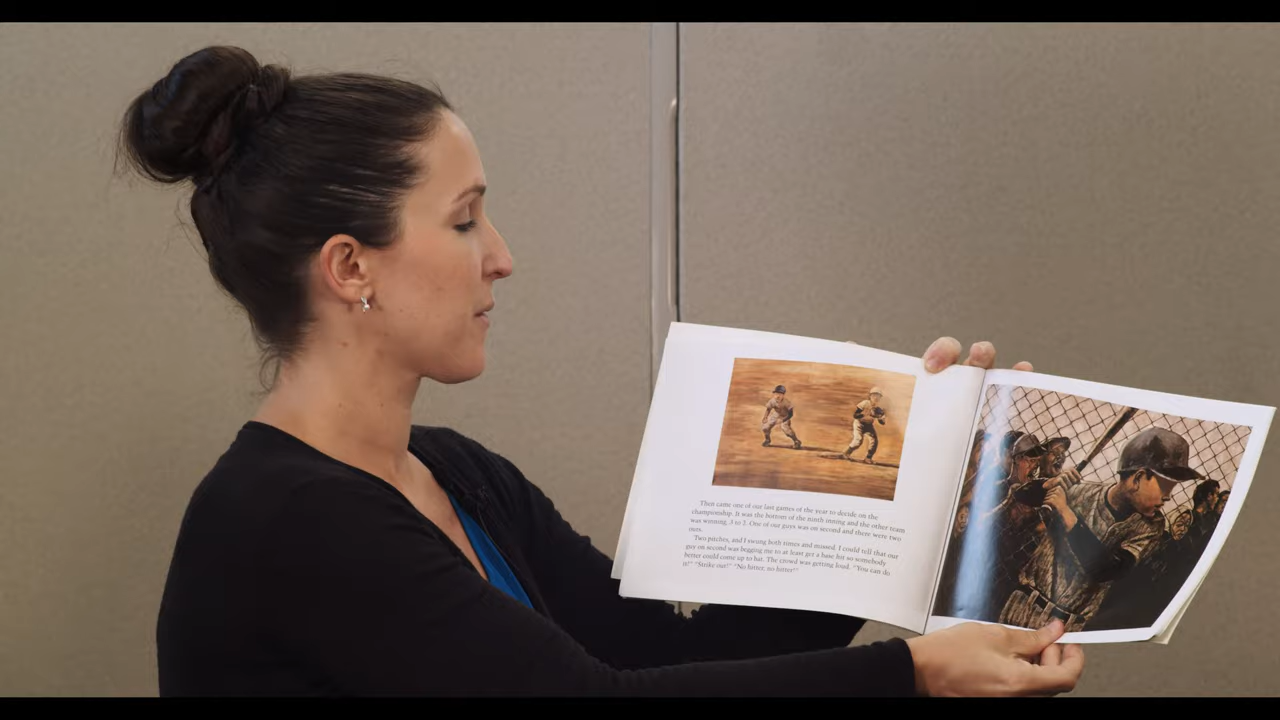 Then came one of our last games of the year to decide on the
championship. It was the bottom of the ninth inning and the other team
was winning, 3 to 2. One of our guys was on second and there were two
outs.
Two pitches, and I swung both times and missed. I could tell that our
guy on second was begging me to at least get a base hit so somebody
better could come up to bat. The crowd was getting loud. "You can do
it!" "Strike out!" "No hitter, no hitter!"